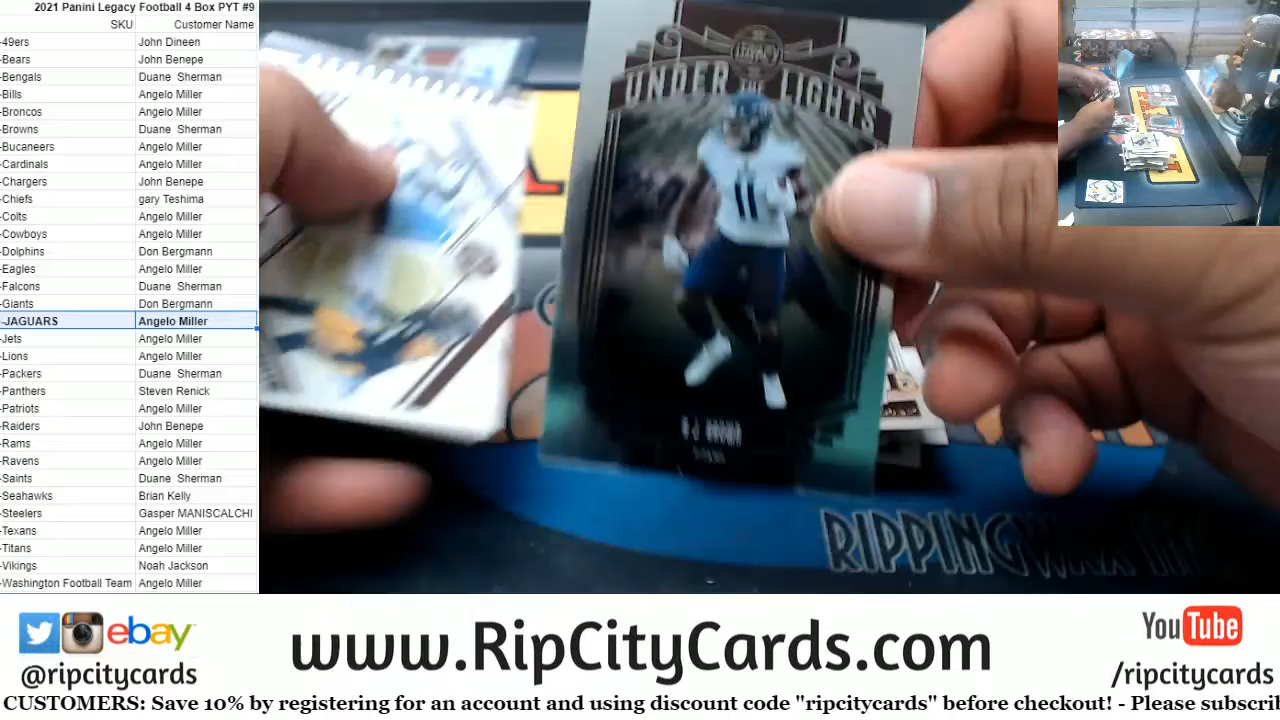 2021 Panini Legacy Football 4 Box PYT #9
SKU Customer Name
-49ers John Dineen
-Bears John Benepe
-Bengals Duane Sherman
-Bills Angelo Miller
-Broncos Angelo Miller
-Browns Duane Sherman
-Bucaneers Angelo Miller
-Cardinals Angelo Miller
-Chargers John Benepe
-Chiefs gary Teshima
-Colts Angelo Miller
-Cowboys Angelo Miller
-Dolphins Don Bergmann
-Eagles Angelo Miller
-Falcons Duane Sherman
-Giants Don Bergmann
-JAGUARS Angelo Miller
-Jets Angelo Miller
-Lions Angelo Miller
-Packers Duane Sherman
-Panthers Steven Renick
-Patriots Angelo Miller
-Raiders John Benepe
-Rams Angelo Miller
-Ravens Angelo Miller
-Saints Duane Sherman
-Seahawks Brian Kelly
-Steelers Gasper MANISCALCHI
-Texans Angelo Miller
-Titans Angelo Miller
-Vikings Noah Jackson
-Washington Football Team Angelo Miller
LEGACY
UNDER THE LIGHTS
11
A.J. BROWN
RIPPINGWAX
ebay
@ripcitycards
www.RipCityCards.com
YouTube
/ripcitycards
CUSTOMERS: Save 10% by registering for an account and using discount code "ripcitycards" before checkout! - Please subscri